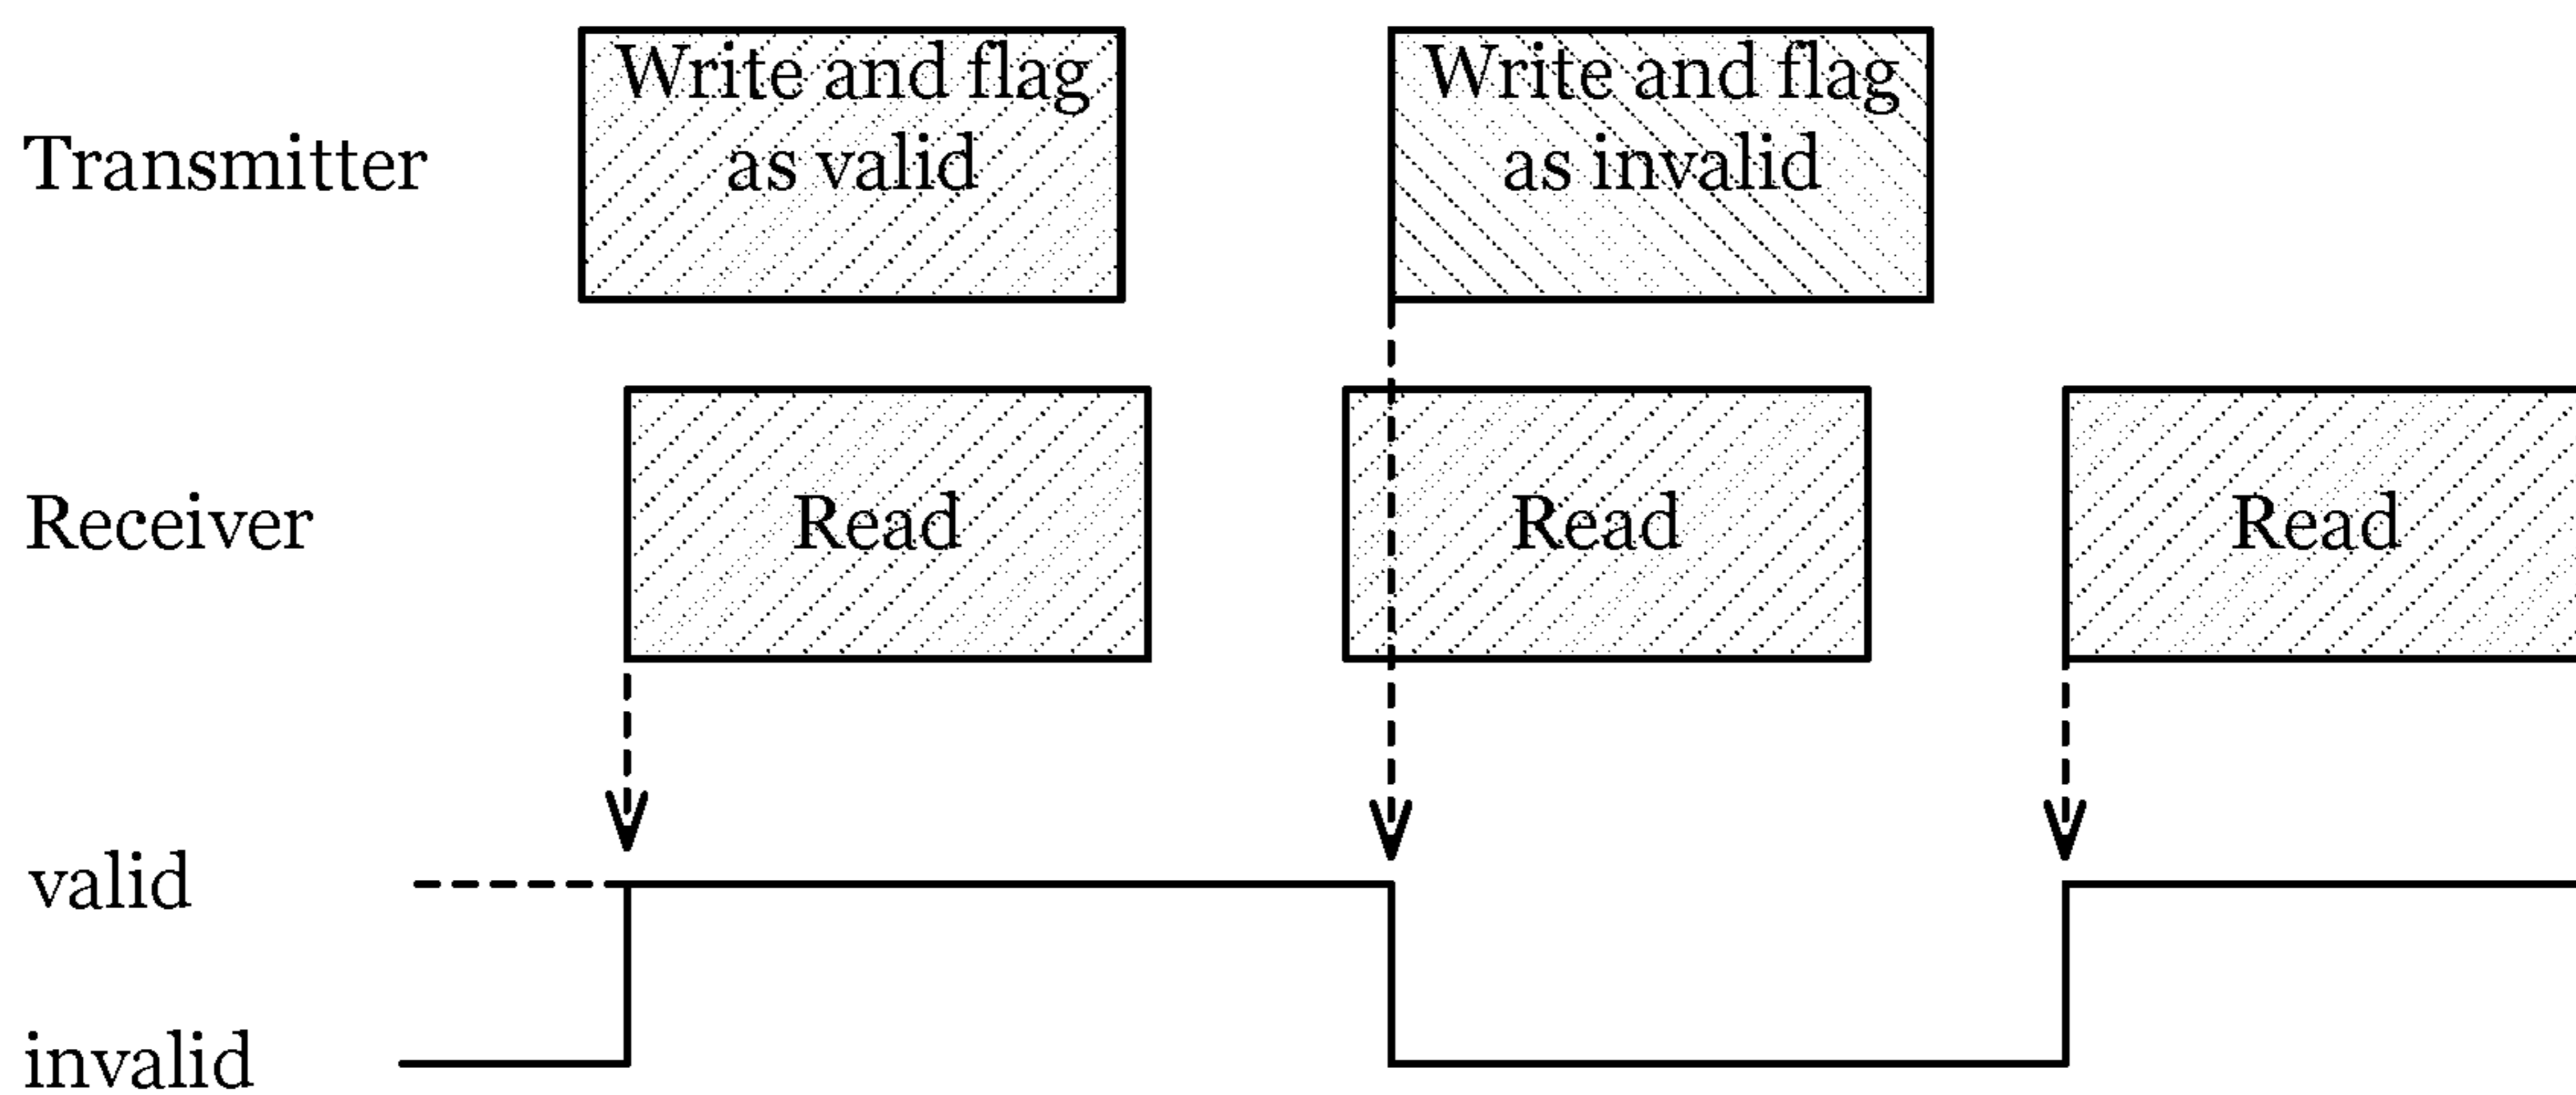 Write and flag
as valid
Write and flag
as invalid
Transmitter
Receiver
Read
Read
Read
valid
invalid